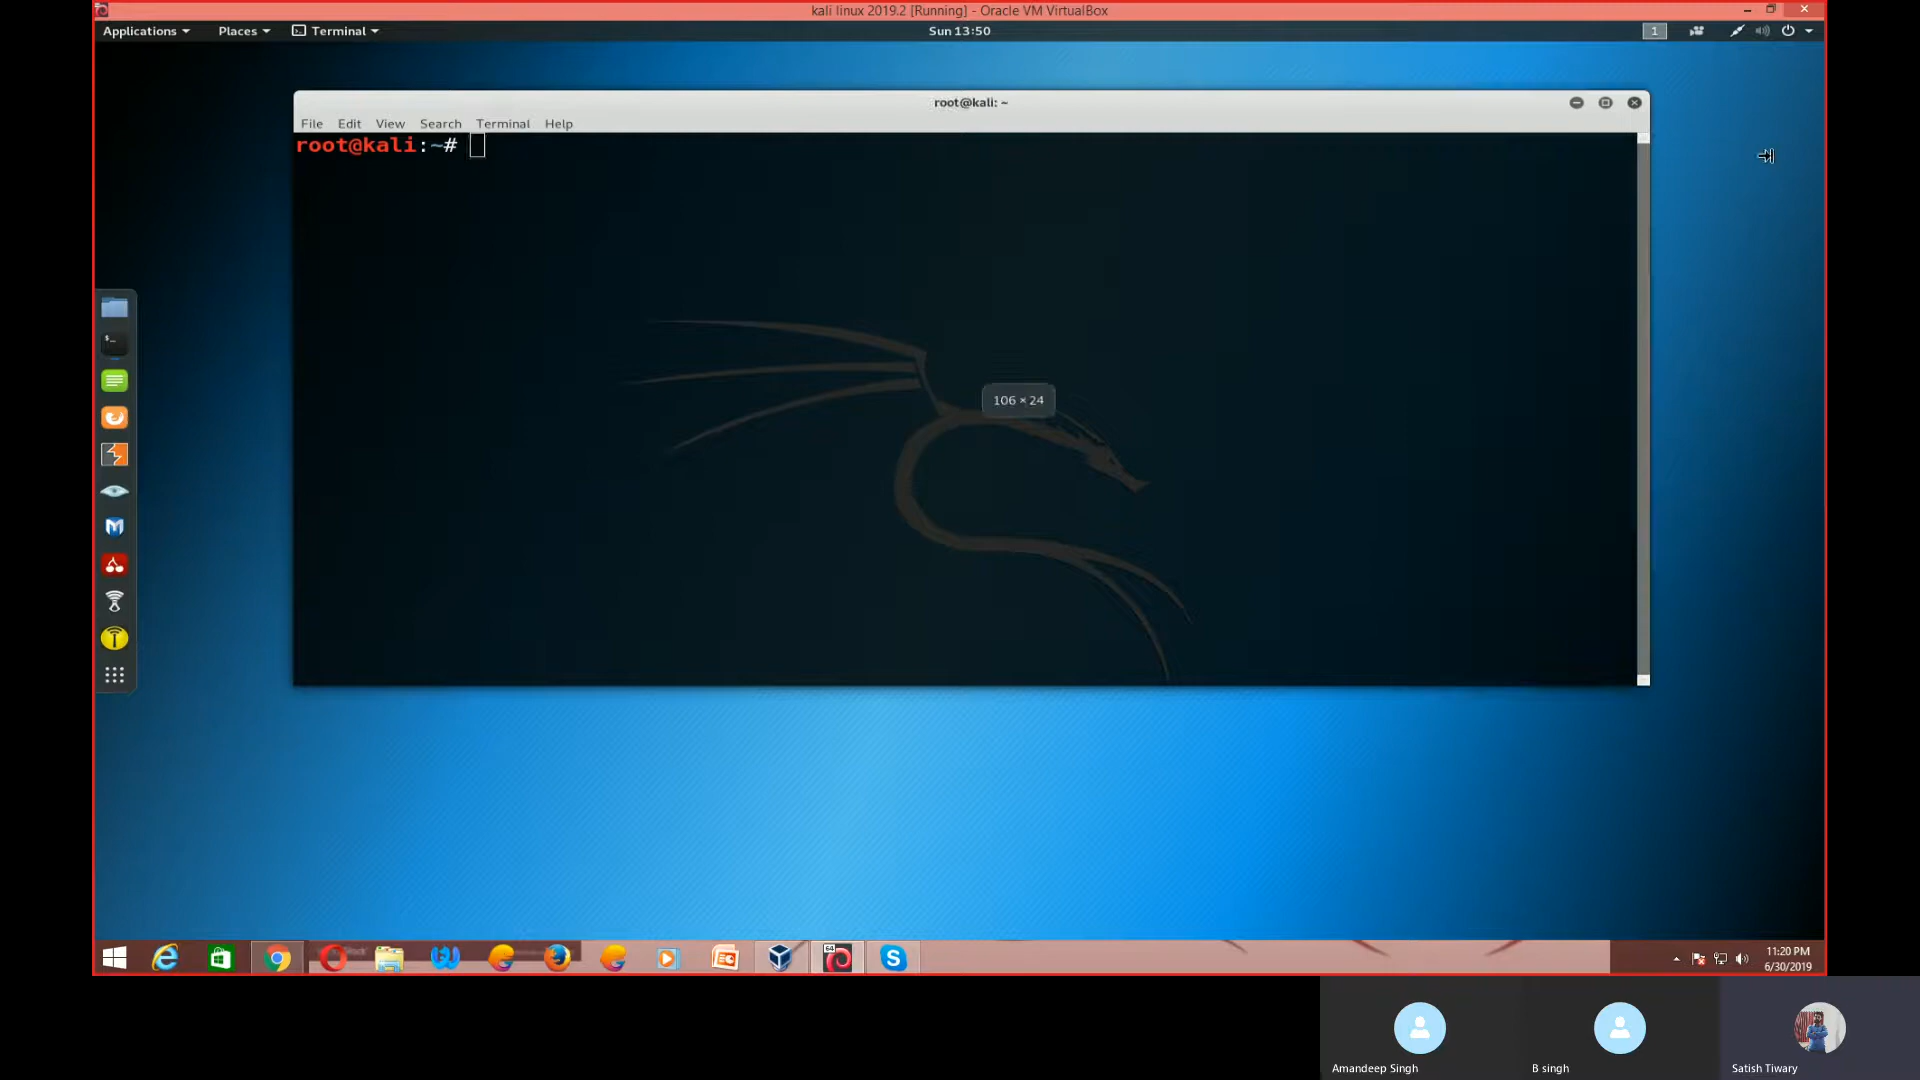 kali linux 2019.2 [Running] - Oracle VM VirtualBox
Applications Places Terminal Sun 13:50 1
root@kali: ~
File Edit View Search Terminal Help
root@kali:~#
$_
106 × 24
64
S
11:20 PM
6/30/2019
Amandeep Singh B singh Satish Tiwary